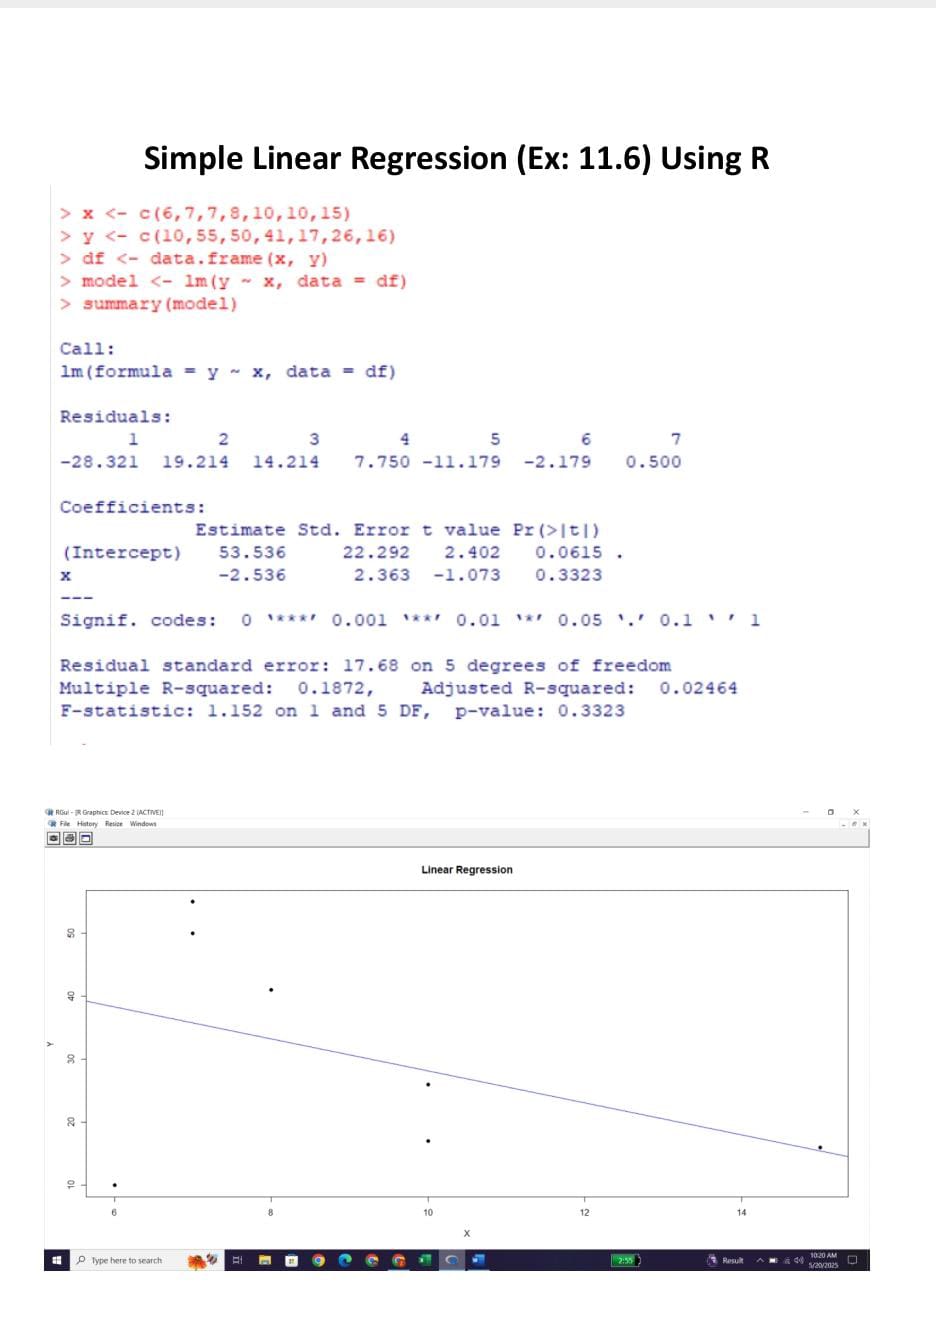 Simple Linear Regression (Ex: 11.6) Using R
> x <- c(6,7,7,8,10,10,15)
> y <- c(10,55,50,41,17,26,16)
> df <- data.frame(x, y)
> model <- lm(y ~ x, data = df)
> summary(model)
Call:
lm(formula = y ~ x, data = df)
Residuals:
1 2 3 4 5 6 7
-28.321 19.214 14.214 7.750 -11.179 -2.179 0.500
Coefficients:
Estimate Std. Error t value Pr(>|t|)
(Intercept) 53.536 22.292 2.402 0.0615 .
x -2.536 2.363 -1.073 0.3323
---
Signif. codes: 0 ‘***’ 0.001 ‘**’ 0.01 ‘*’ 0.05 ‘.’ 0.1 ‘ ’ 1
Residual standard error: 17.68 on 5 degrees of freedom
Multiple R-squared: 0.1872, Adjusted R-squared: 0.02464
F-statistic: 1.152 on 1 and 5 DF, p-value: 0.3323
RGui - [R Graphics: Device 2 (ACTIVE)]
File History Resize Windows
Linear Regression
50
40
30
20
10
Y
6 8 10 12 14
X
Type here to search
2:55
Result
10:20 AM
5/20/2025